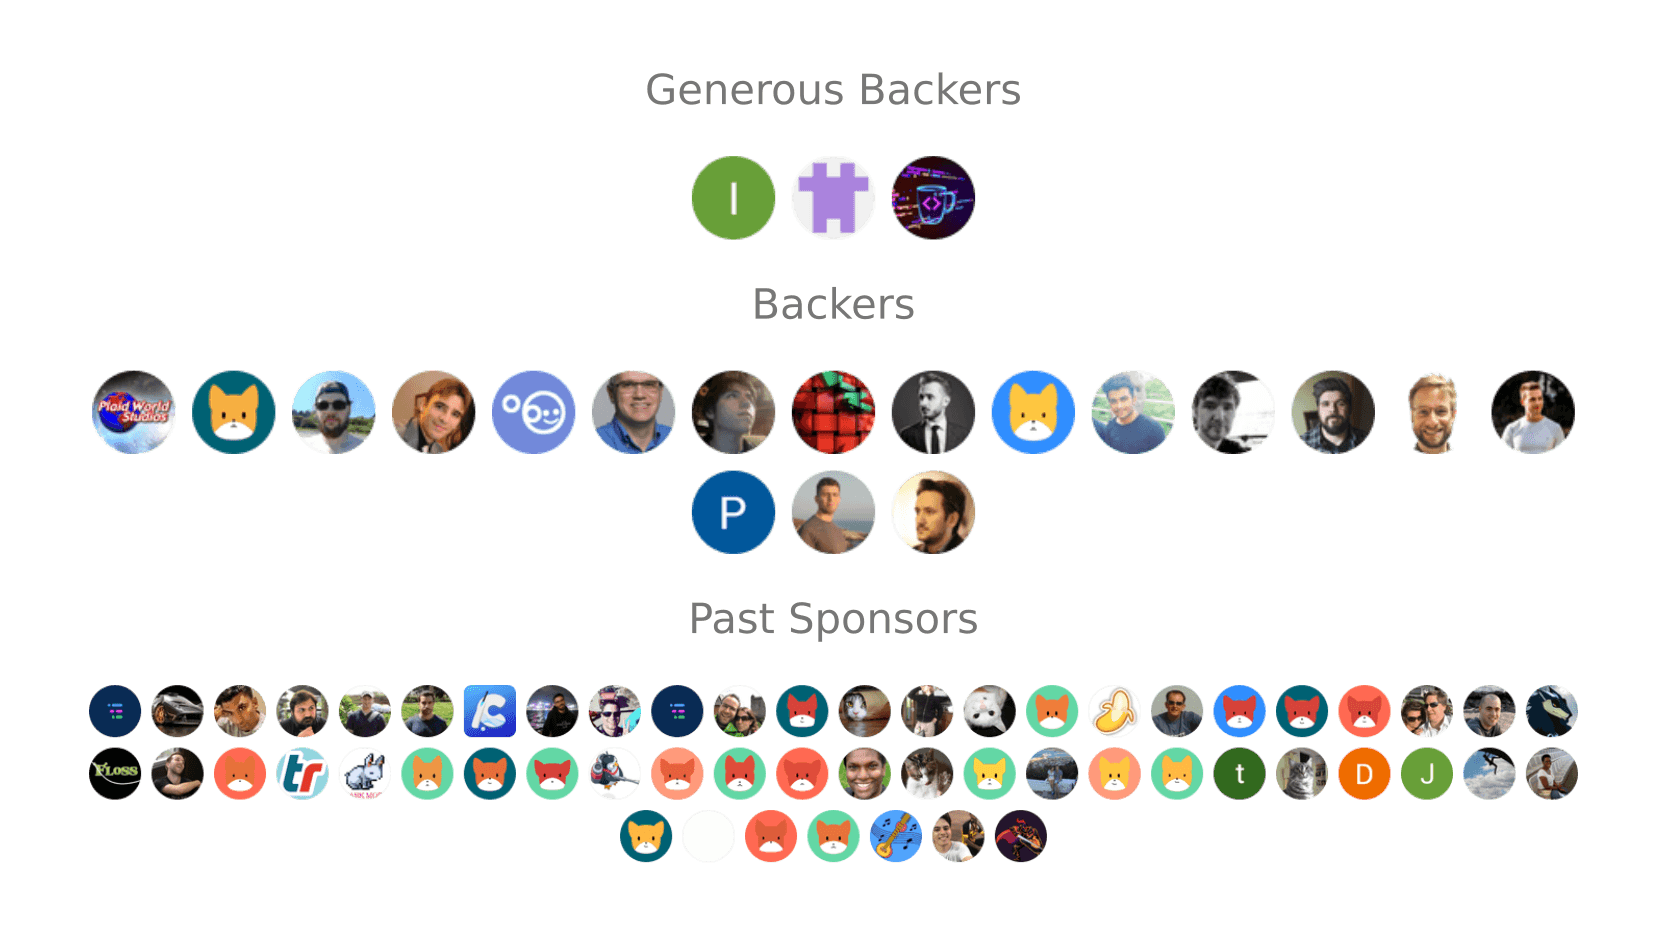 Generous Backers
I
<>
Backers
Plaid World
Studios
P
Past Sponsors
FLOSS
tr
t
D
J